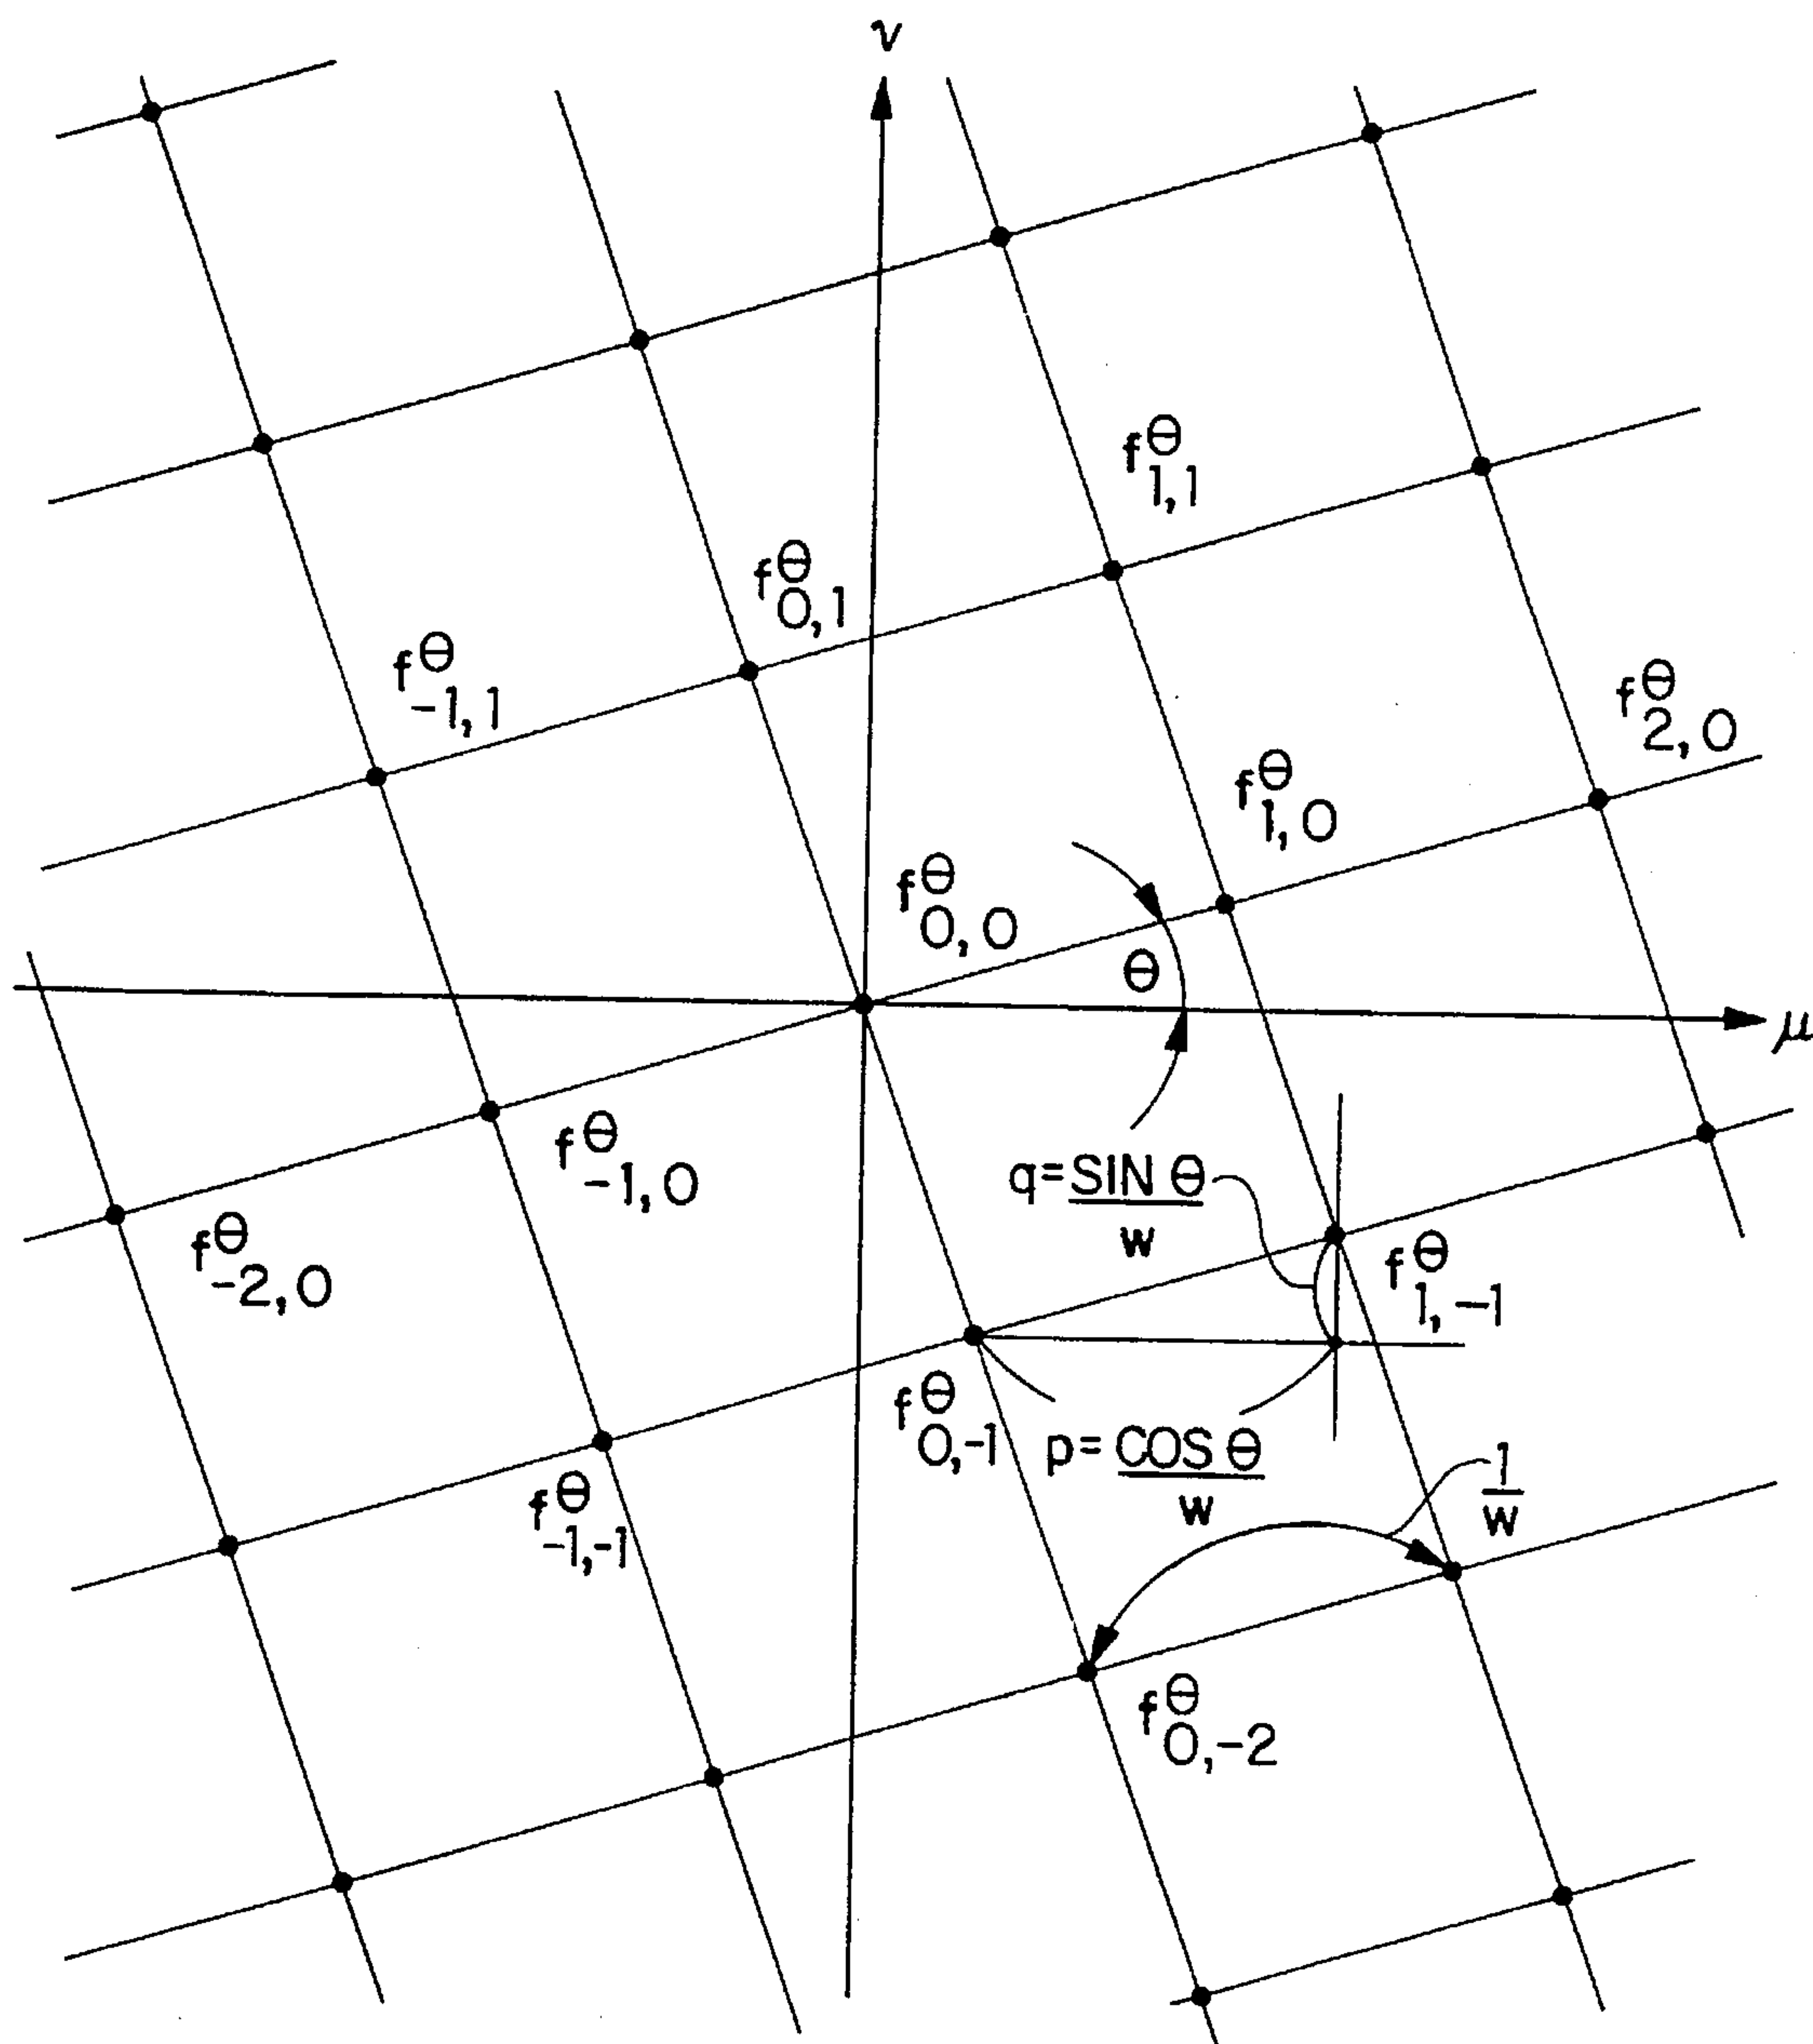 ν
f^Θ_{1,1}
f^Θ_{0,1}
f^Θ_{-1,1}
f^Θ_{2,0}
f^Θ_{1,0}
f^Θ_{0,0}
Θ
μ
f^Θ_{-1,0}
q=SIN Θ
W
f^Θ_{-2,0}
f^Θ_{1,-1}
f^Θ_{0,-1}
p=COS Θ
W
1
W
f^Θ_{-1,-1}
f^Θ_{0,-2}